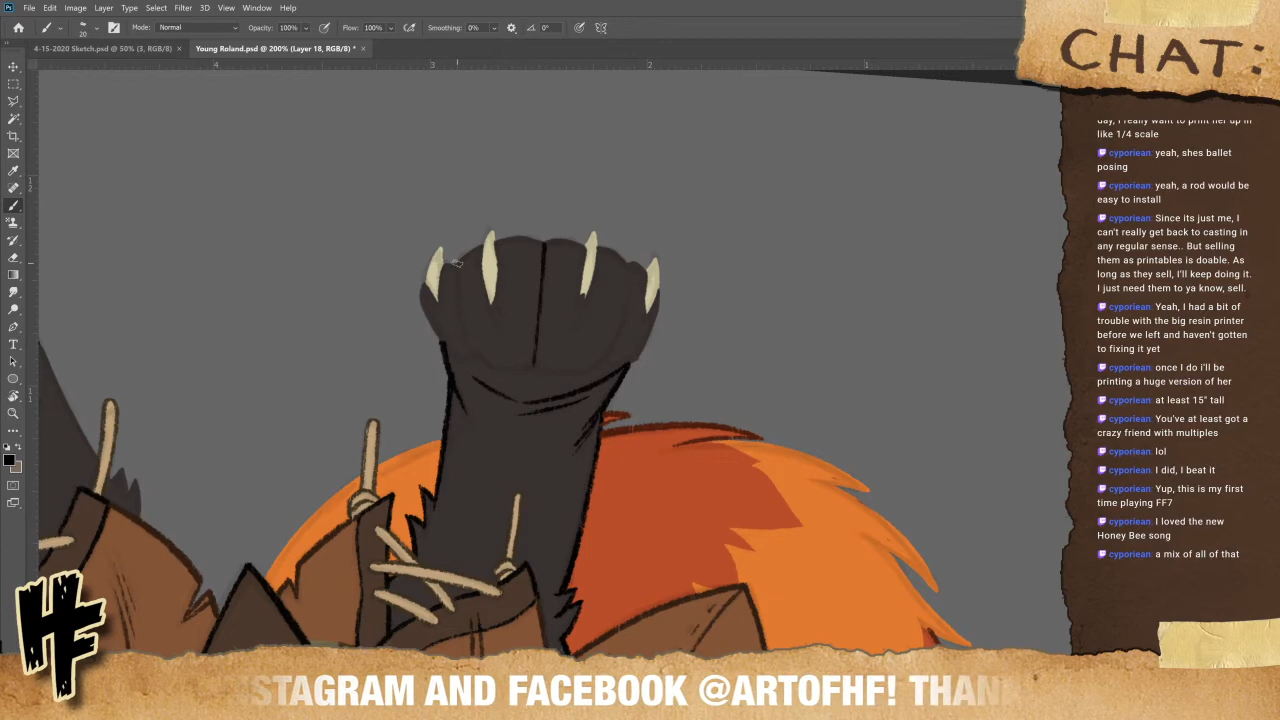 File Edit Image Layer Type Select Filter 3D View Window Help
20 Mode: Normal Opacity: 100% Flow: 100% Smoothing: 0% 0°
4-15-2020 Sketch.psd @ 50% (3, RGB/8) × Young Roland.psd @ 200% (Layer 18, RGB/8) * ×
4 3 2 1
CHAT:
day, I really want to print her up in
like 1/4 scale
cyporiean: yeah, shes ballet
posing
cyporiean: yeah, a rod would be
easy to install
cyporiean: Since its just me, I
can't really get back to casting in
any regular sense.. But selling
them as printables is doable. As
long as they sell, I'll keep doing it.
I just need them to ya know, sell.
cyporiean: Yeah, I had a bit of
trouble with the big resin printer
before we left and haven't gotten
to fixing it yet
cyporiean: once I do i'll be
printing a huge version of her
cyporiean: at least 15" tall
cyporiean: You've at least got a
crazy friend with multiples
cyporiean: lol
cyporiean: I did, I beat it
cyporiean: Yup, this is my first
time playing FF7
cyporiean: I loved the new
Honey Bee song
cyporiean: a mix of all of that
HF
STAGRAM AND FACEBOOK @ARTOFHF! THAN